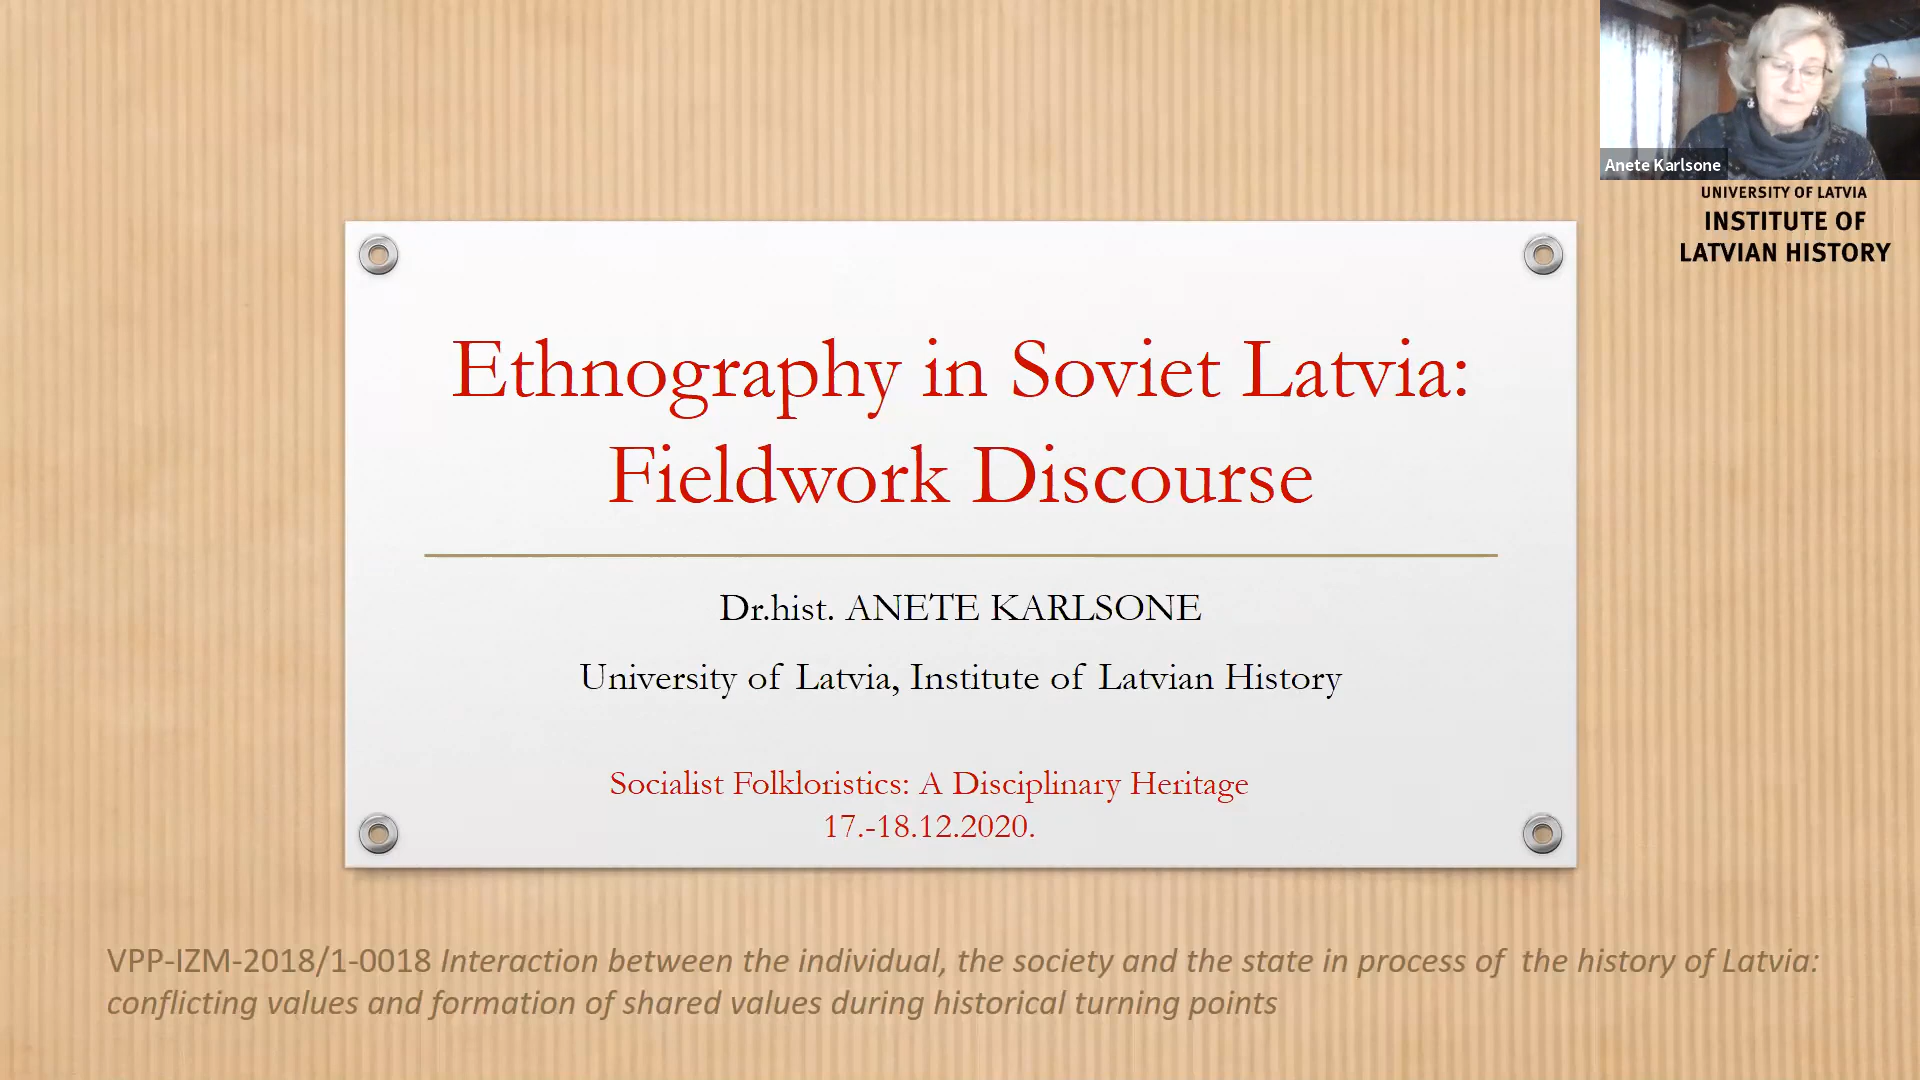 Anete Karlsone
UNIVERSITY OF LATVIA
INSTITUTE OF
LATVIAN HISTORY
Ethnography in Soviet Latvia:
Fieldwork Discourse
Dr.hist. ANETE KARLSONE
University of Latvia, Institute of Latvian History
Socialist Folkloristics: A Disciplinary Heritage
17.-18.12.2020.
VPP-IZM-2018/1-0018 Interaction between the individual, the society and the state in process of the history of Latvia:
conflicting values and formation of shared values during historical turning points